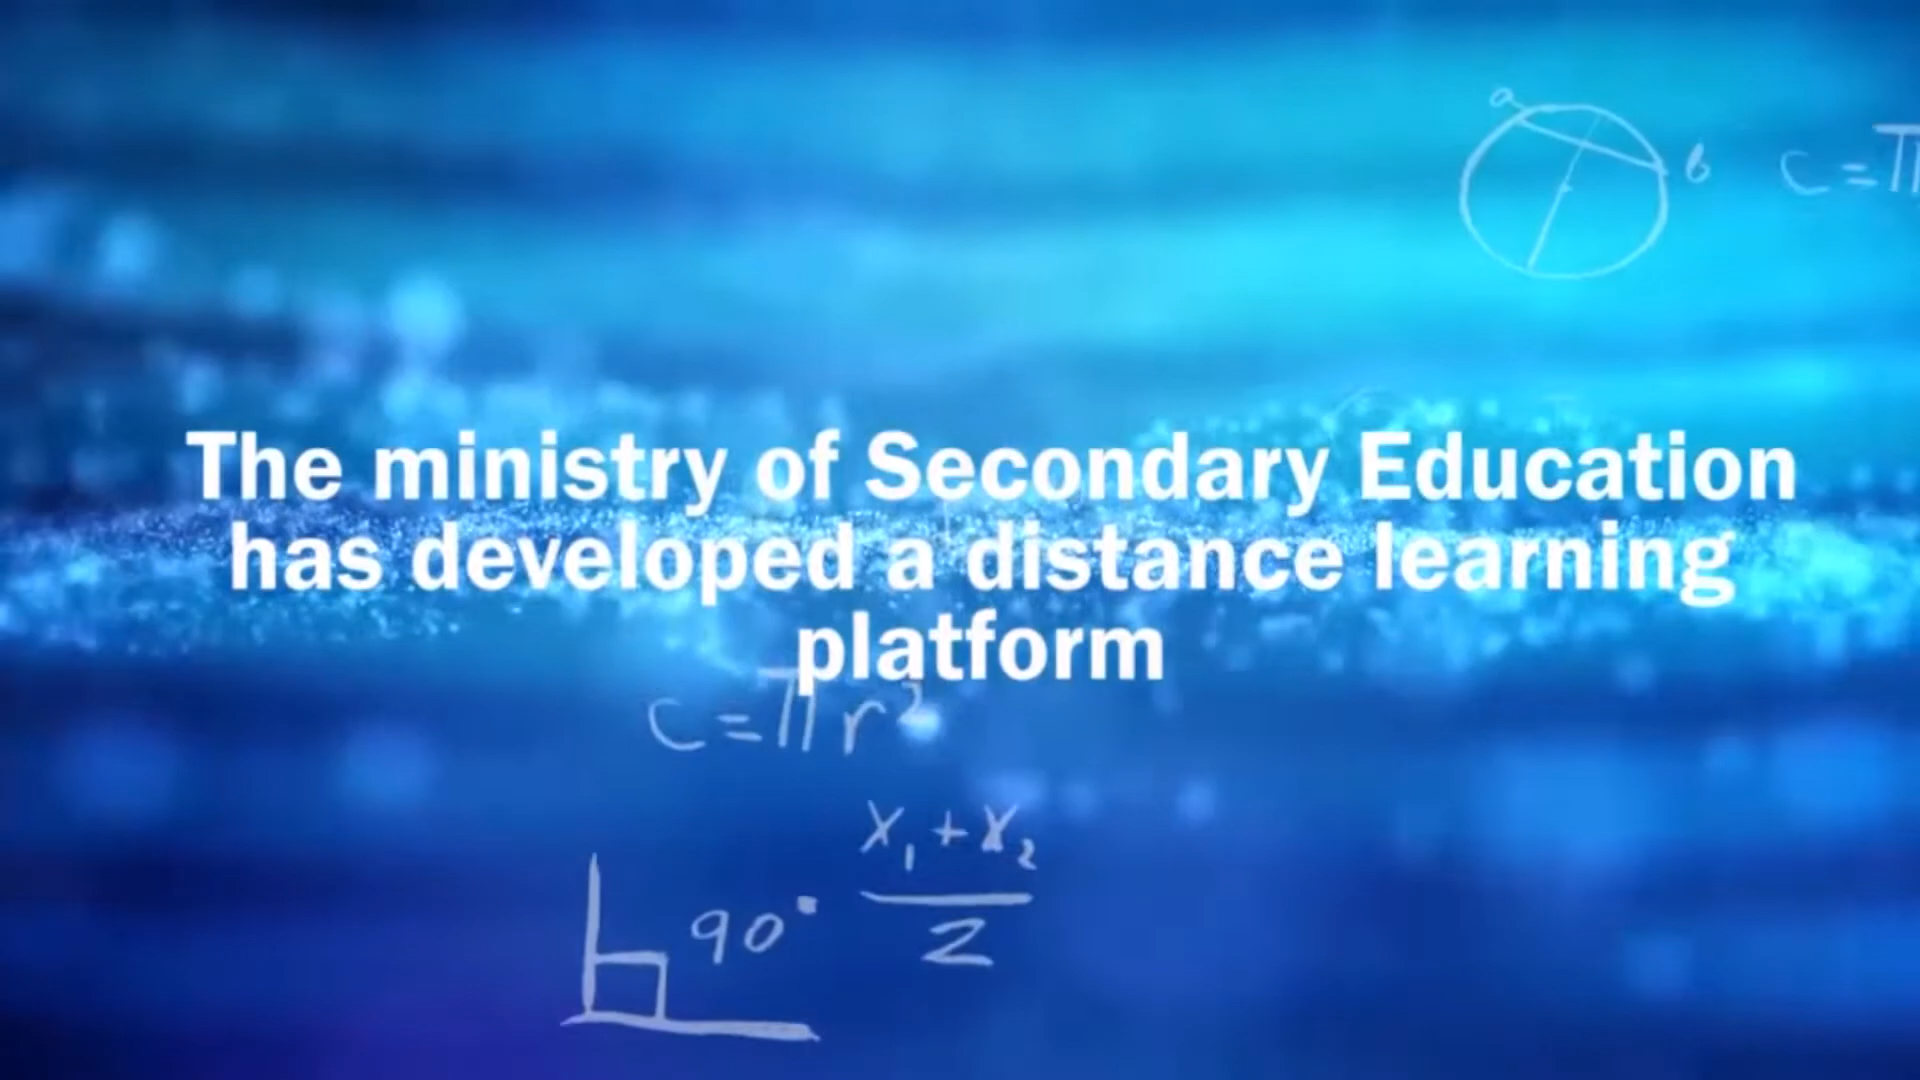 a
b C = π
The ministry of Secondary Education
has developed a distance learning
platform
C = πr²
X₁ + X₂
90°
2